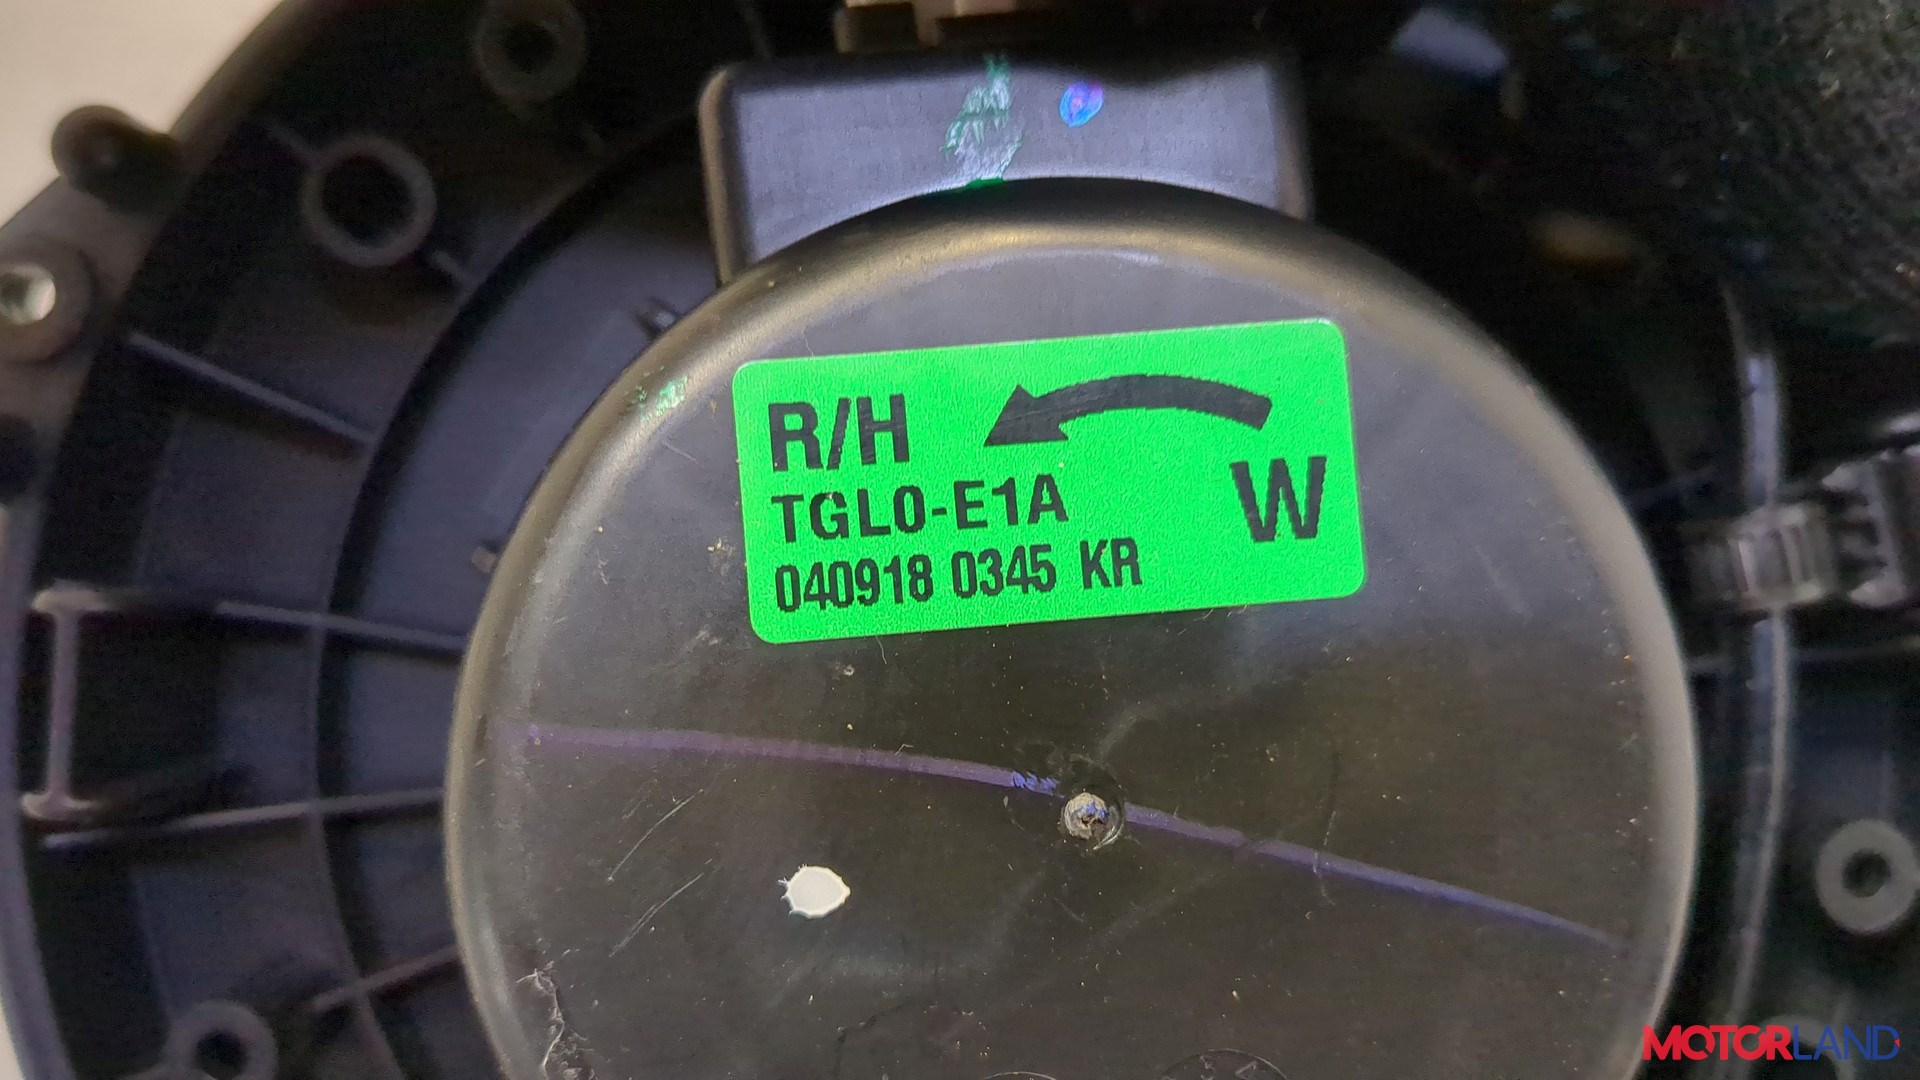 R/H
TGL0-E1A
W
040918 0345 KR
MOTORLAND